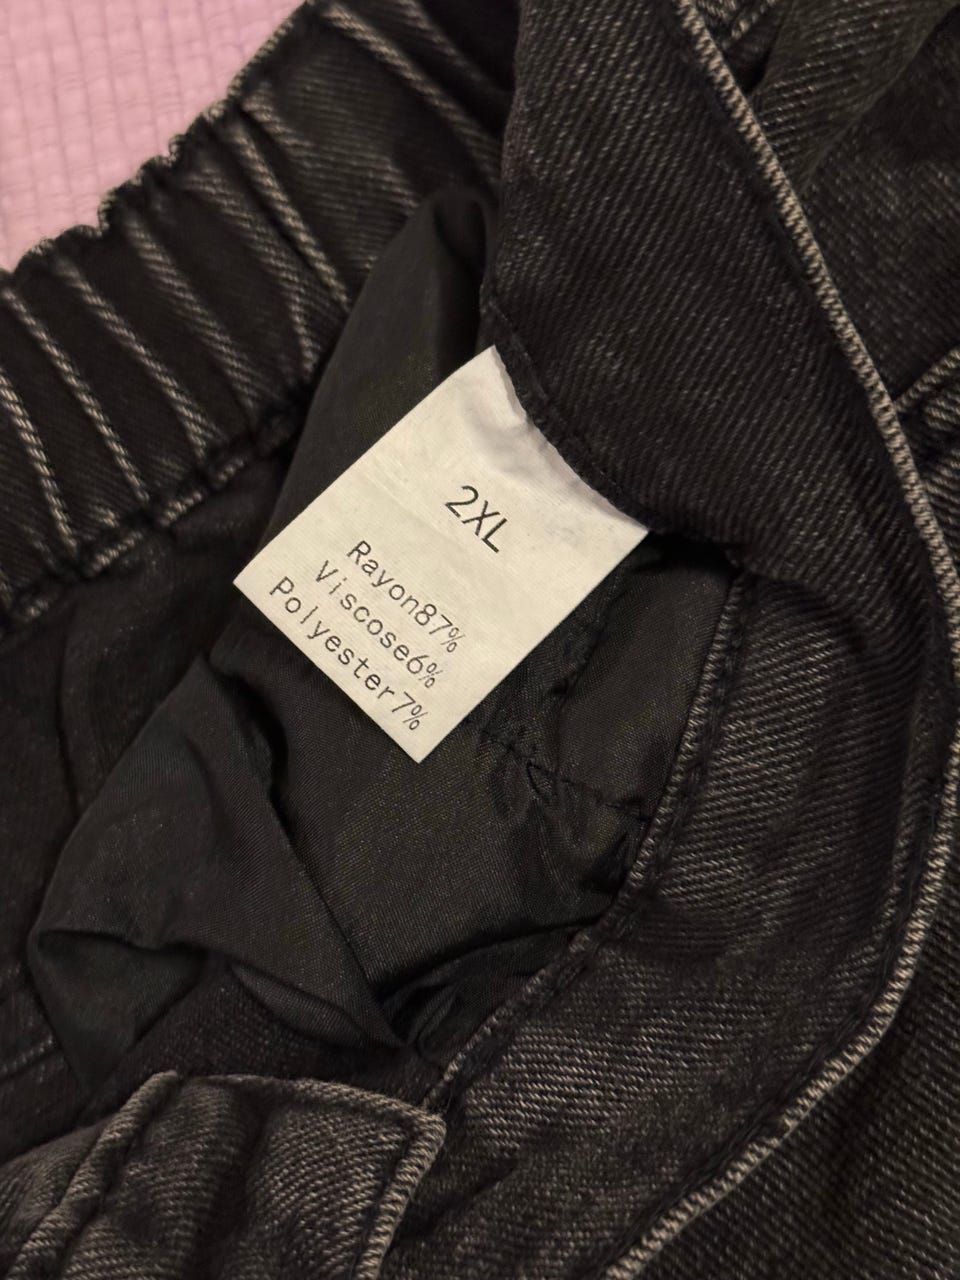 2XL
Rayon87%
Viscose6%
Polyester7%